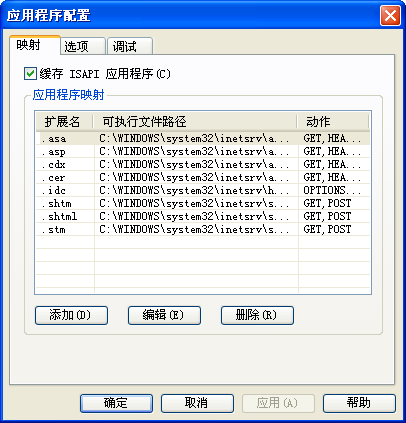 应用程序配置
映射 选项 调试
缓存 ISAPI 应用程序(C)
应用程序映射
扩展名 可执行文件路径 动作
.asa C:\WINDOWS\system32\inetsrv\a... GET,HEA...
.asp C:\WINDOWS\system32\inetsrv\a... GET,HEA...
.cdx C:\WINDOWS\system32\inetsrv\a... GET,HEA...
.cer C:\WINDOWS\system32\inetsrv\a... GET,HEA...
.idc C:\WINDOWS\system32\inetsrv\h... OPTIONS...
.shtm C:\WINDOWS\system32\inetsrv\s... GET,POST
.shtml C:\WINDOWS\system32\inetsrv\s... GET,POST
.stm C:\WINDOWS\system32\inetsrv\s... GET,POST
添加(D) 编辑(E) 删除(R)
确定 取消 应用(A) 帮助